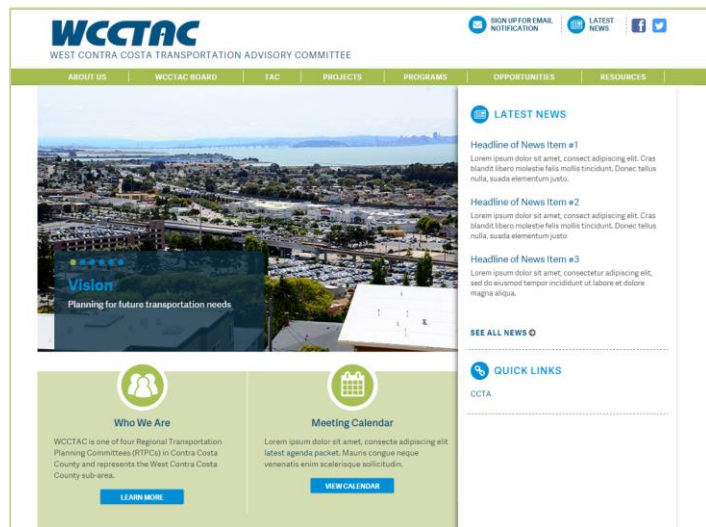 WCCTAC
WEST CONTRA COSTA TRANSPORTATION ADVISORY COMMITTEE
SIGN UP FOR EMAIL
NOTIFICATION
LATEST
NEWS
ABOUT US
WCCTAC BOARD
TAC
PROJECTS
PROGRAMS
OPPORTUNITIES
RESOURCES
Vision
Planning for future transportation needs
LATEST NEWS
Headline of News Item #1
Lorem ipsum dolor sit amet, consect adipiscing elit. Cras
blandit libero molestie felis mollis tincidunt. Donec tellus
nulla, suada elementum justo.
Headline of News Item #2
Lorem ipsum dolor sit amet, consect adipiscing elit. Cras
blandit libero molestie felis mollis tincidunt. Donec tellus
nulla, suada elementum justo
Headline of News Item #3
Lorem ipsum dolor sit amet, consectetur adipiscing elit,
sed do eiusmod tempor incididunt ut labore et dolore
magna aliqua.
SEE ALL NEWS
QUICK LINKS
CCTA
Who We Are
WCCTAC is one of four Regional Transportation
Planning Committees (RTPCs) in Contra Costa
County and represents the West Contra Costa
County sub-area.
LEARN MORE
Meeting Calendar
Lorem ipsum dolor sit amet, consecte adipiscing elit
latest agenda packet. Mauris congue neque
venenatis enim scelerisque sollicitudin.
VIEW CALENDAR